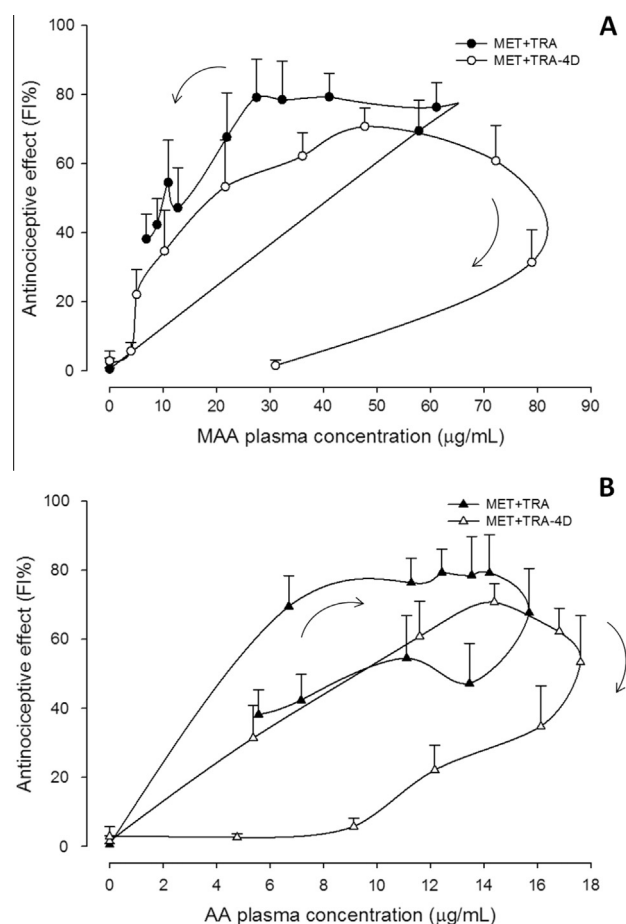 A
MET+TRA
MET+TRA-4D
Antinociceptive effect (FI%)
100
80
60
40
20
0
0 10 20 30 40 50 60 70 80 90
MAA plasma concentration (μg/mL)
B
MET+TRA
MET+TRA-4D
Antinociceptive effect (FI%)
100
80
60
40
20
0
0 2 4 6 8 10 12 14 16 18
AA plasma concentration (μg/mL)